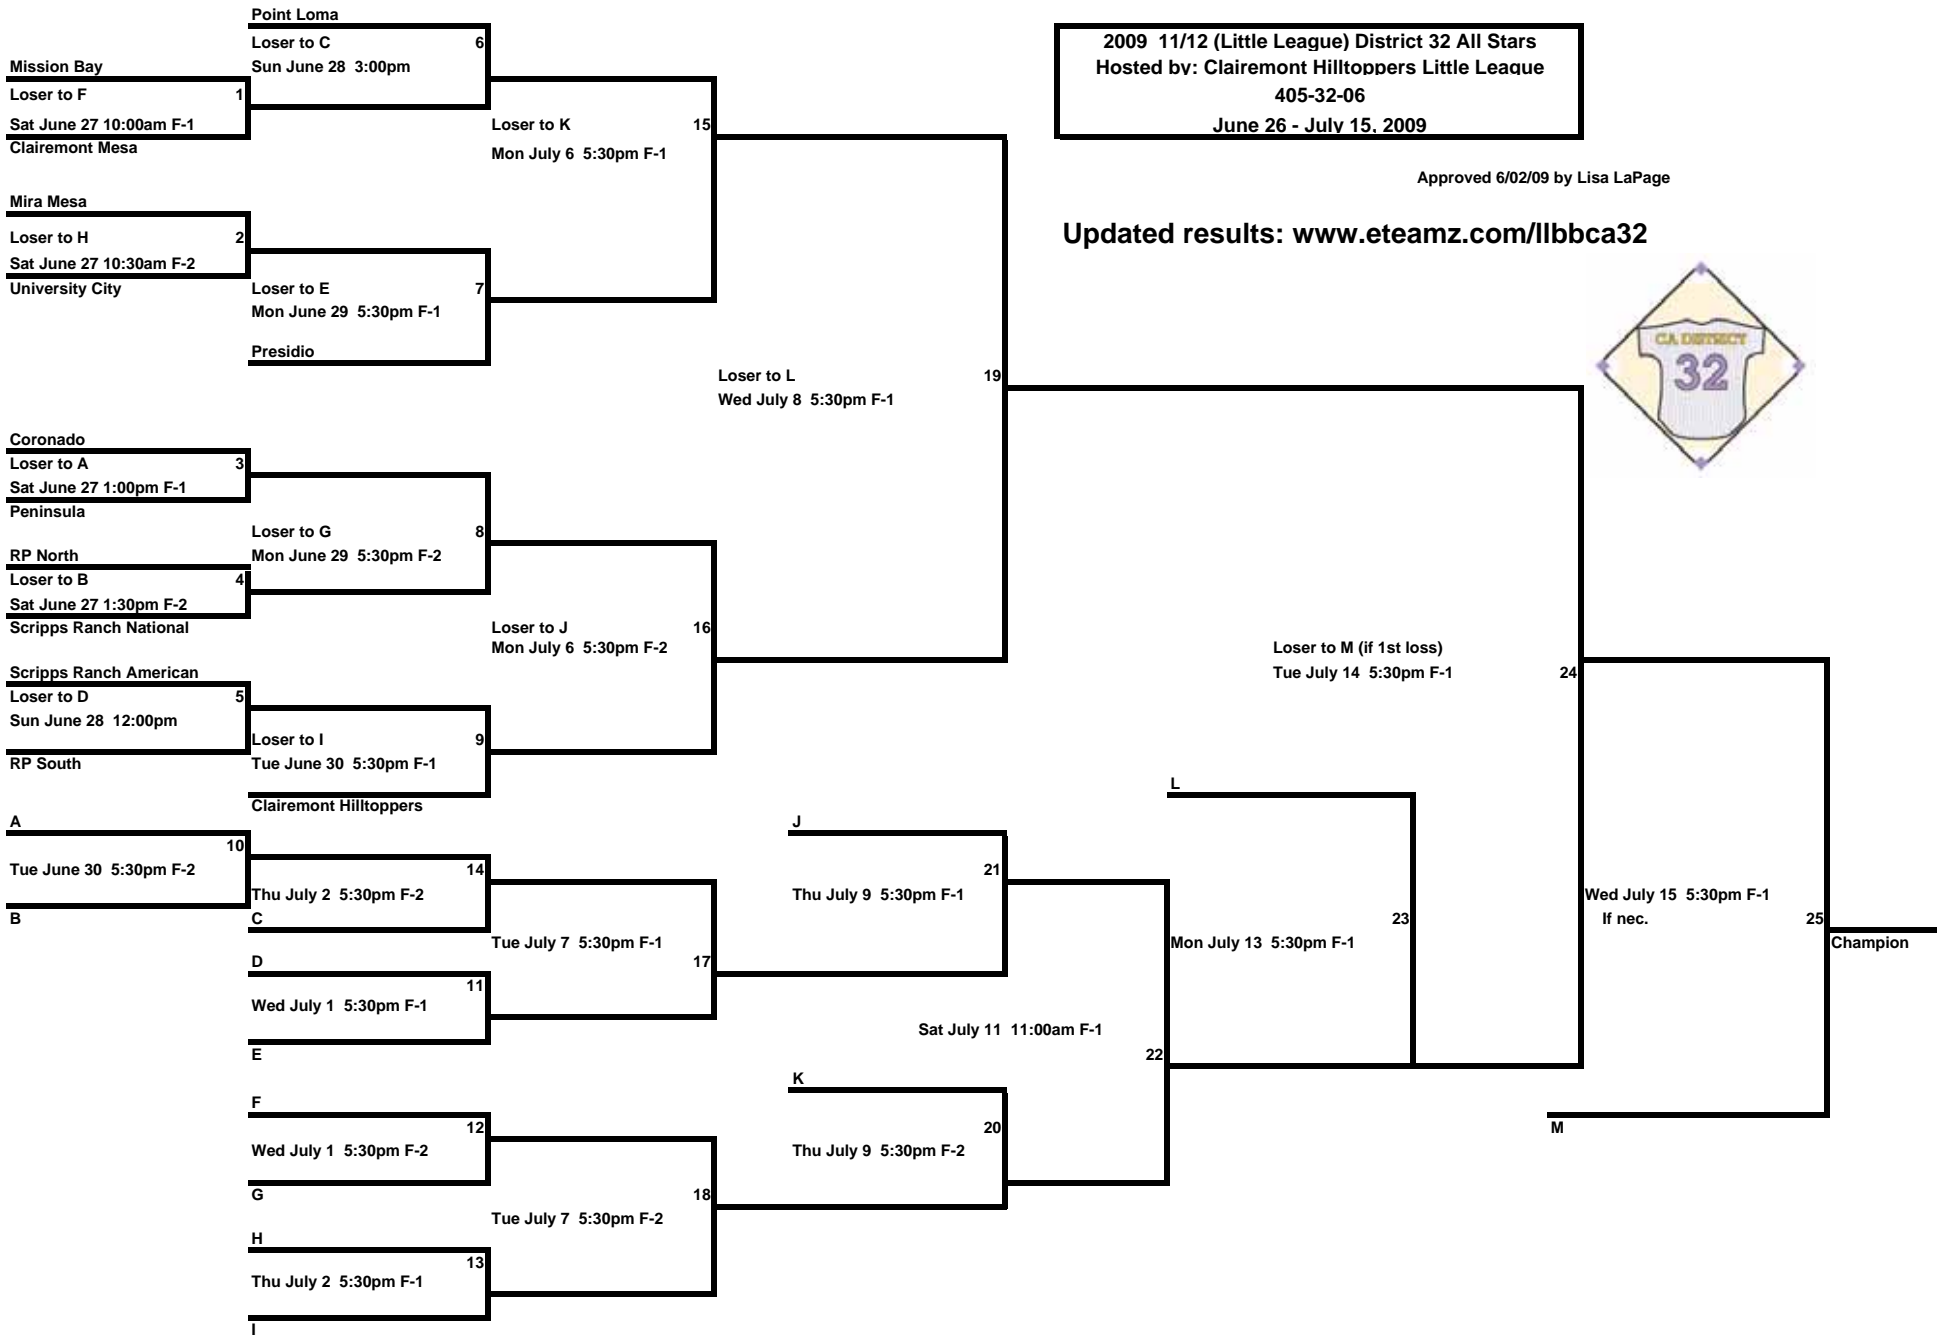 Point Loma
Loser to C 6
Sun June 28 3:00pm
Mission Bay
Loser to F 1
Sat June 27 10:00am F-1
Clairemont Mesa
Loser to K 15
Mon July 6 5:30pm F-1
2009 11/12 (Little League) District 32 All Stars
Hosted by: Clairemont Hilltoppers Little League
405-32-06
June 26 - July 15, 2009
Approved 6/02/09 by Lisa LaPage
Updated results: www.eteamz.com/llbbca32
CA DISTRICT
32
Mira Mesa
Loser to H 2
Sat June 27 10:30am F-2
University City
Loser to E 7
Mon June 29 5:30pm F-1
Presidio
Loser to L 19
Wed July 8 5:30pm F-1
Coronado
Loser to A 3
Sat June 27 1:00pm F-1
Peninsula
Loser to G 8
Mon June 29 5:30pm F-2
RP North
Loser to B 4
Sat June 27 1:30pm F-2
Scripps Ranch National
Loser to J 16
Mon July 6 5:30pm F-2
Scripps Ranch American
Loser to D 5
Sun June 28 12:00pm
RP South
Loser to I 9
Tue June 30 5:30pm F-1
Clairemont Hilltoppers
Loser to M (if 1st loss)
Tue July 14 5:30pm F-1 24
A
10
Tue June 30 5:30pm F-2
B
14
Thu July 2 5:30pm F-2
C
Tue July 7 5:30pm F-1
17
D
11
Wed July 1 5:30pm F-1
E
J
21
Thu July 9 5:30pm F-1
L
23
Mon July 13 5:30pm F-1
Wed July 15 5:30pm F-1
If nec. 25
Champion
Sat July 11 11:00am F-1
22
K
20
Thu July 9 5:30pm F-2
M
F
12
Wed July 1 5:30pm F-2
G
18
Tue July 7 5:30pm F-2
H
13
Thu July 2 5:30pm F-1
I